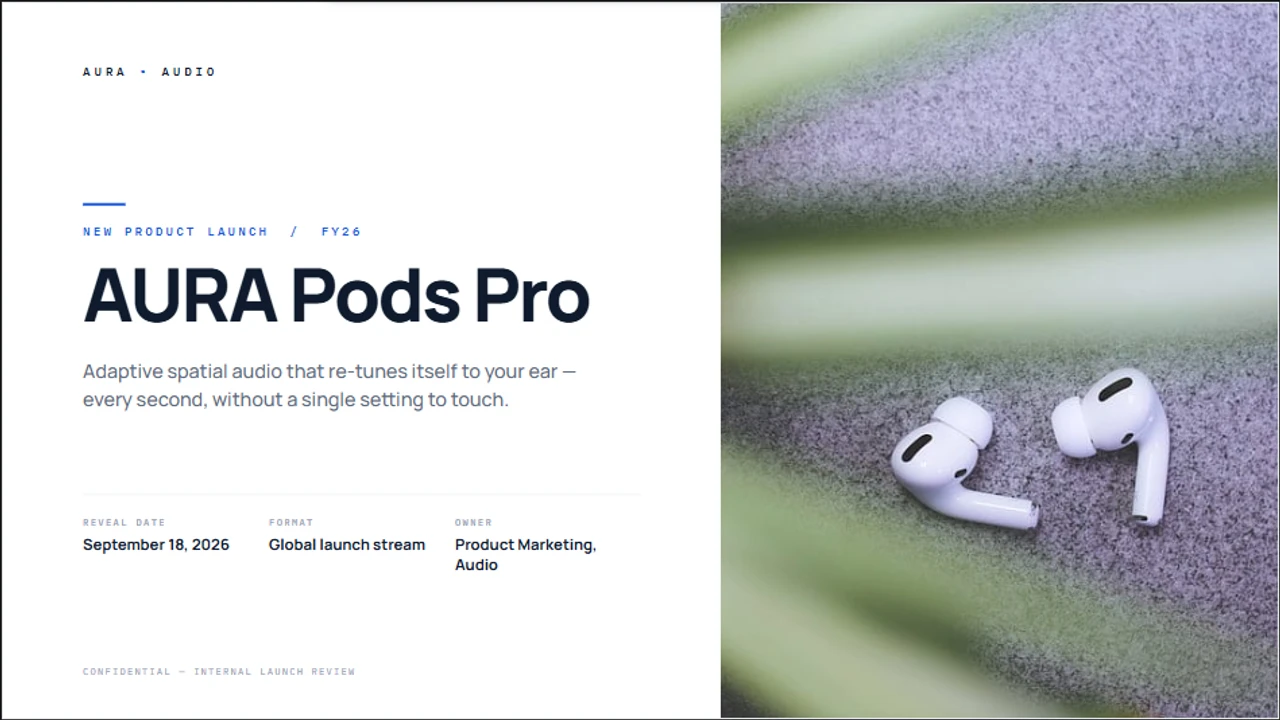 AURA • AUDIO
NEW PRODUCT LAUNCH / FY26
AURA Pods Pro
Adaptive spatial audio that re-tunes itself to your ear —
every second, without a single setting to touch.
REVEAL DATE
September 18, 2026
FORMAT
Global launch stream
OWNER
Product Marketing,
Audio
CONFIDENTIAL — INTERNAL LAUNCH REVIEW